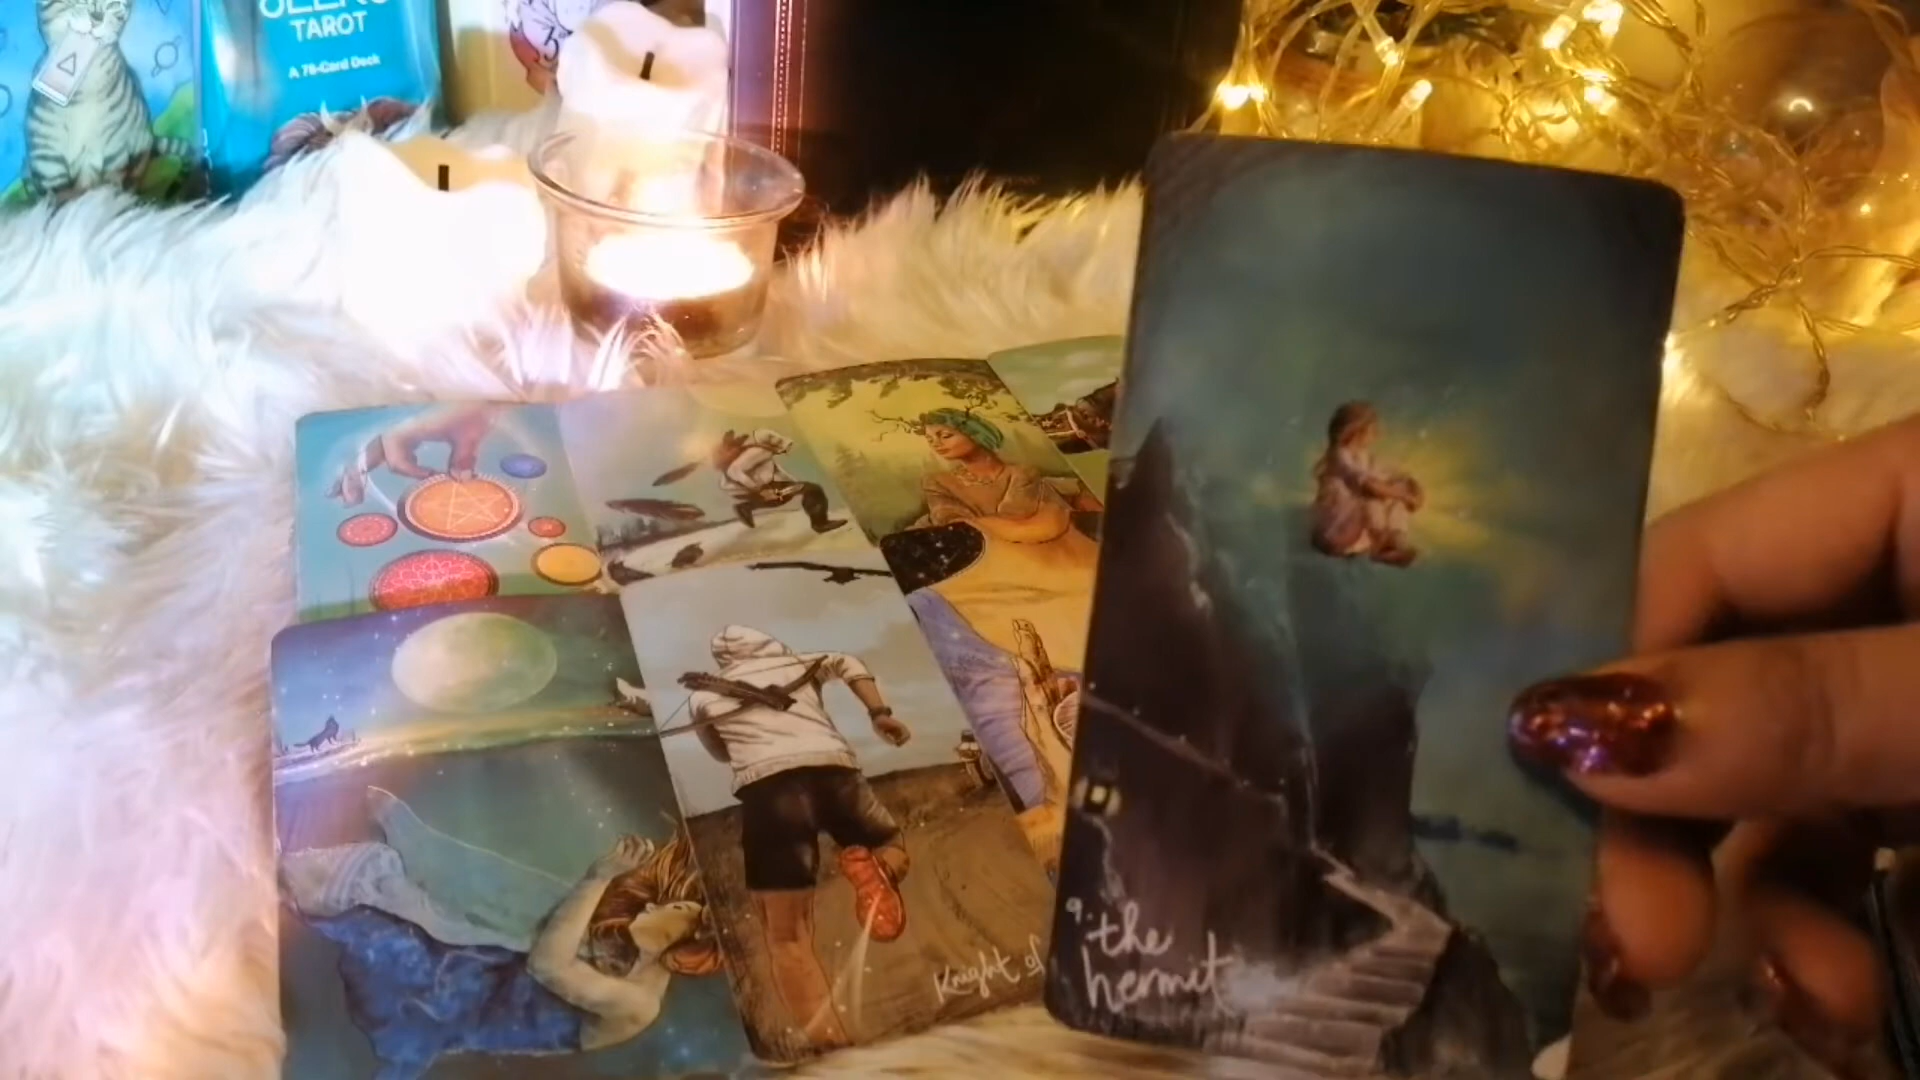 TAROT
A 78-Card Deck
Knight of
9. the
hermit